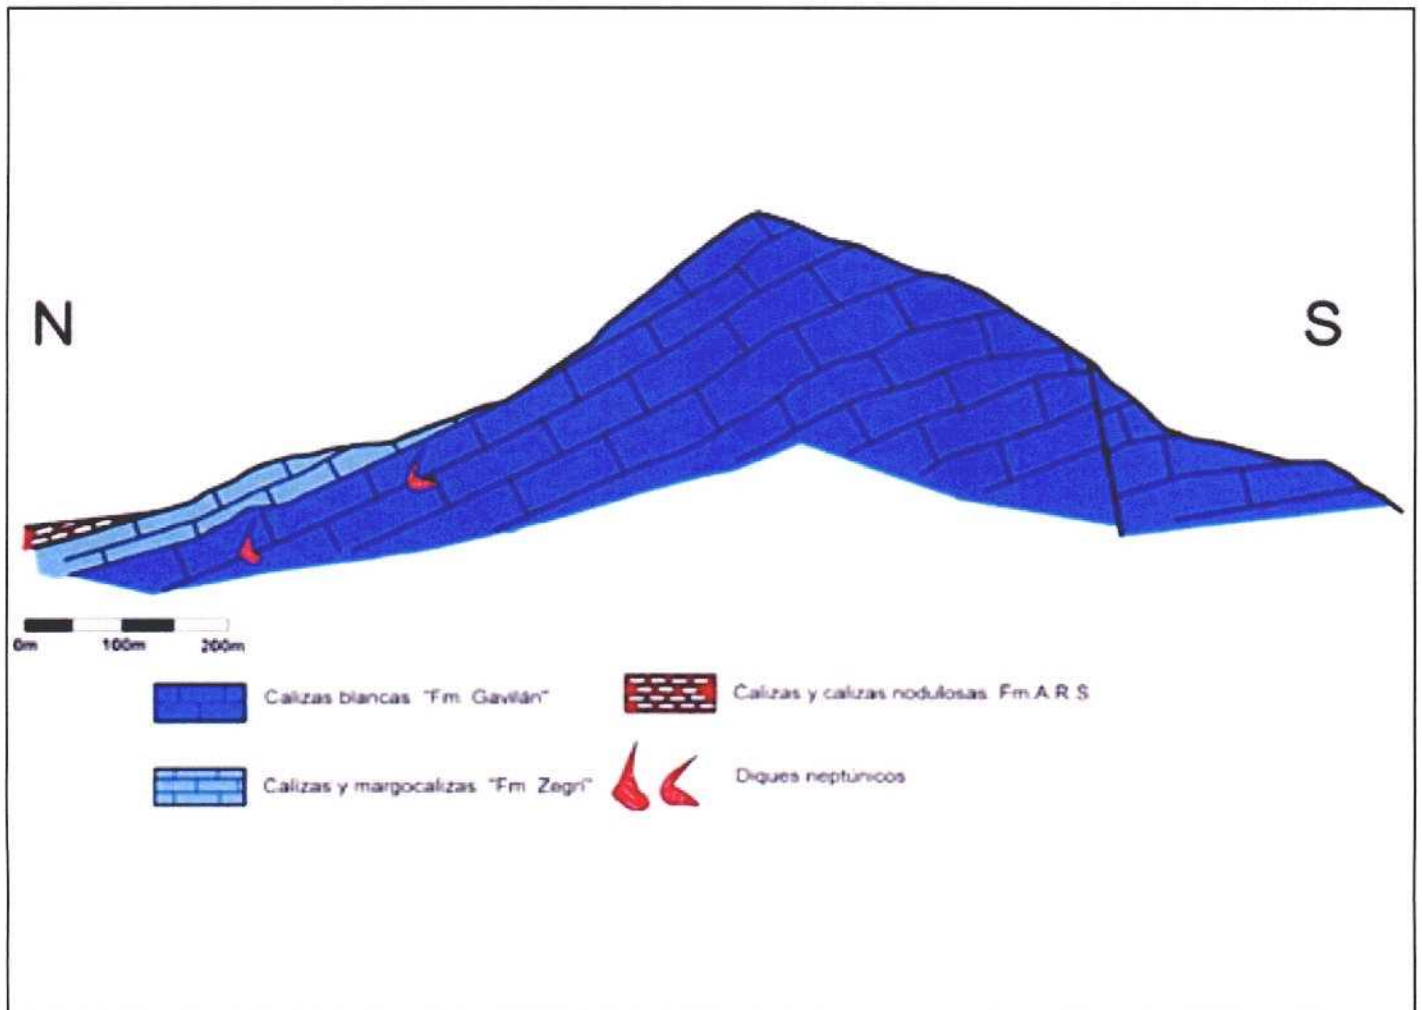 N
S
0m 100m 200m
Calizas blancas "Fm. Gavilán"
Calizas y calizas nodulosas Fm.A.R.S
Calizas y margocalizas "Fm. Zegrí"
Diques neptúnicos